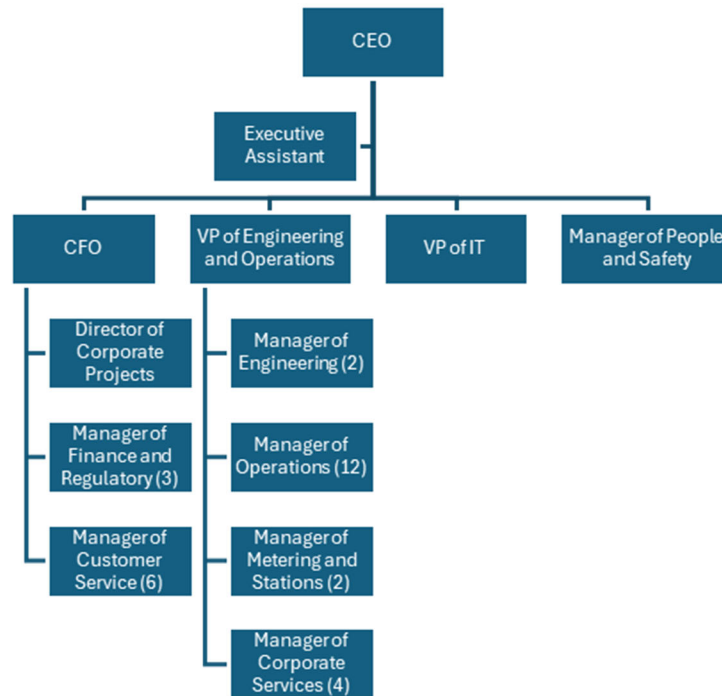 CEO
Executive
Assistant
CFO
VP of Engineering
and Operations
VP of IT
Manager of People
and Safety
Director of
Corporate
Projects
Manager of
Finance and
Regulatory (3)
Manager of
Customer
Service (6)
Manager of
Engineering (2)
Manager of
Operations (12)
Manager of
Metering and
Stations (2)
Manager of
Corporate
Services (4)